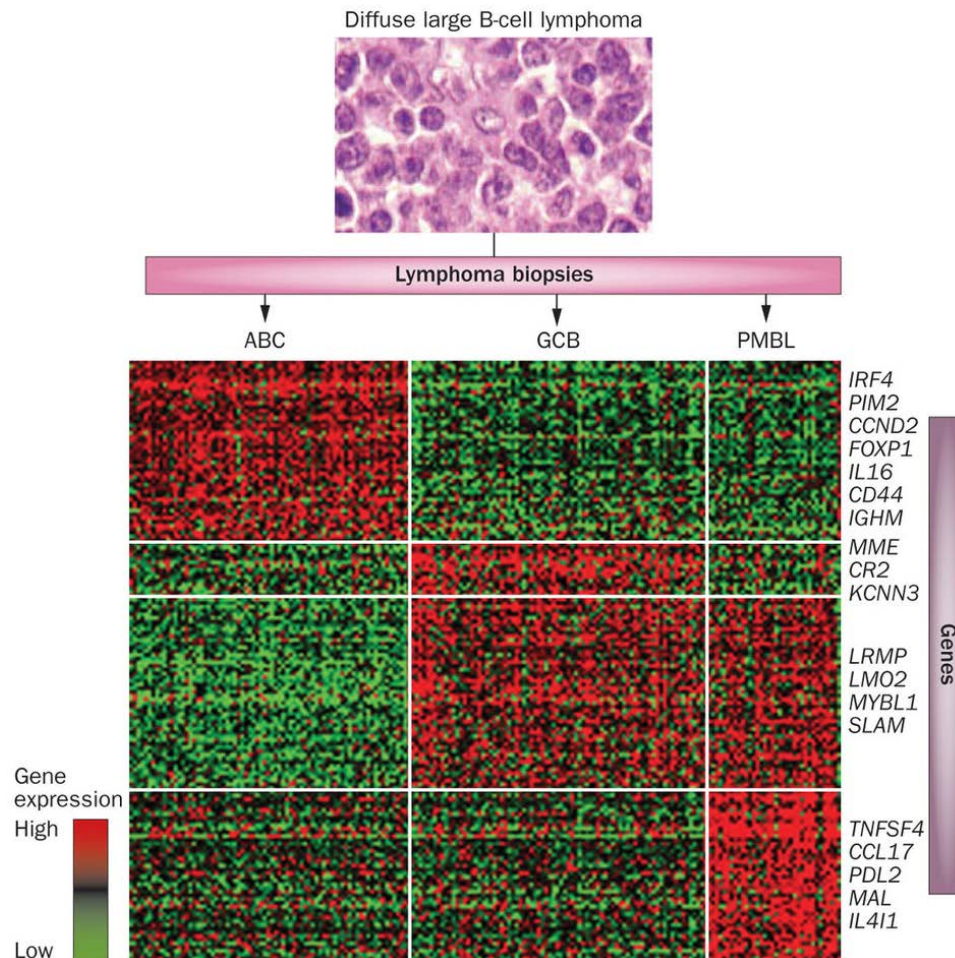 Diffuse large B-cell lymphoma
Lymphoma biopsies
ABC
GCB
PMBL
IRF4
PIM2
CCND2
FOXP1
IL16
CD44
IGHM
MME
CR2
KCNN3
LRMP
LMO2
MYBL1
SLAM
TNFSF4
CCL17
PDL2
MAL
IL4I1
Genes
Gene
expression
High
Low